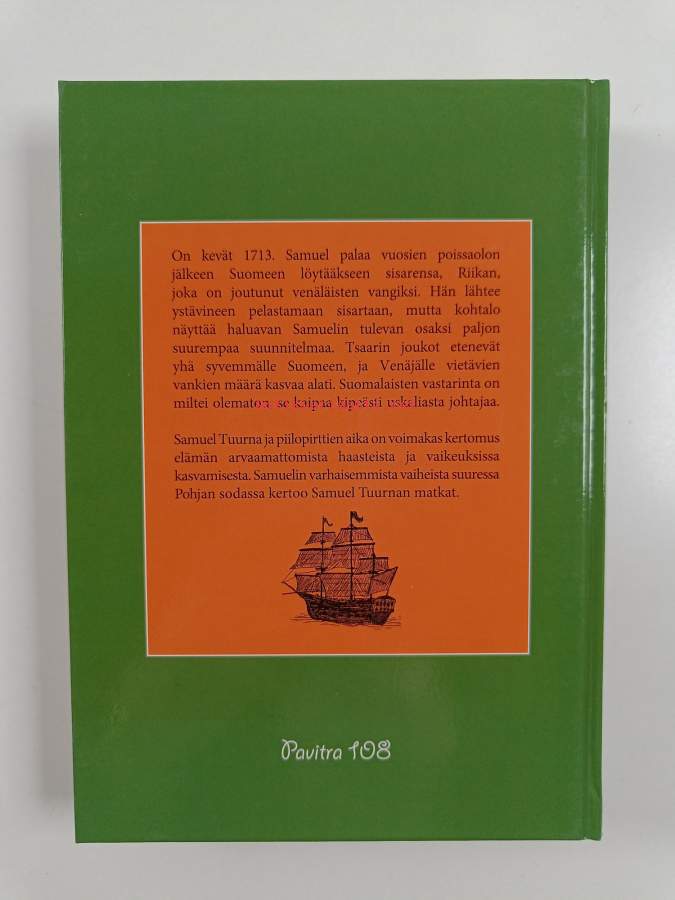 On kevät 1713. Samuel palaa vuosien poissaolon
jälkeen Suomeen löytääkseen sisarensa, Riikan,
joka on joutunut venäläisten vangiksi. Hän lähtee
ystävineen pelastamaan sisartaan, mutta kohtalo
näyttää haluavan Samuelin tulevan osaksi paljon
suurempaa suunnitelmaa. Tsaarin joukot etenevät
yhä syvemmälle Suomeen, ja Venäjälle vietävien
vankien määrä kasvaa alati. Suomalaisten vastarinta on
miltei olematon, se kaipaa kipeästi uskaliasta johtajaa.
Samuel Tuurna ja piilopirttien aika on voimakas kertomus
elämän arvaamattomista haasteista ja vaikeuksissa
kasvamisesta. Samuelin varhaisemmista vaiheista suuressa
Pohjan sodassa kertoo Samuel Tuurnan matkat.
Pavitra 108